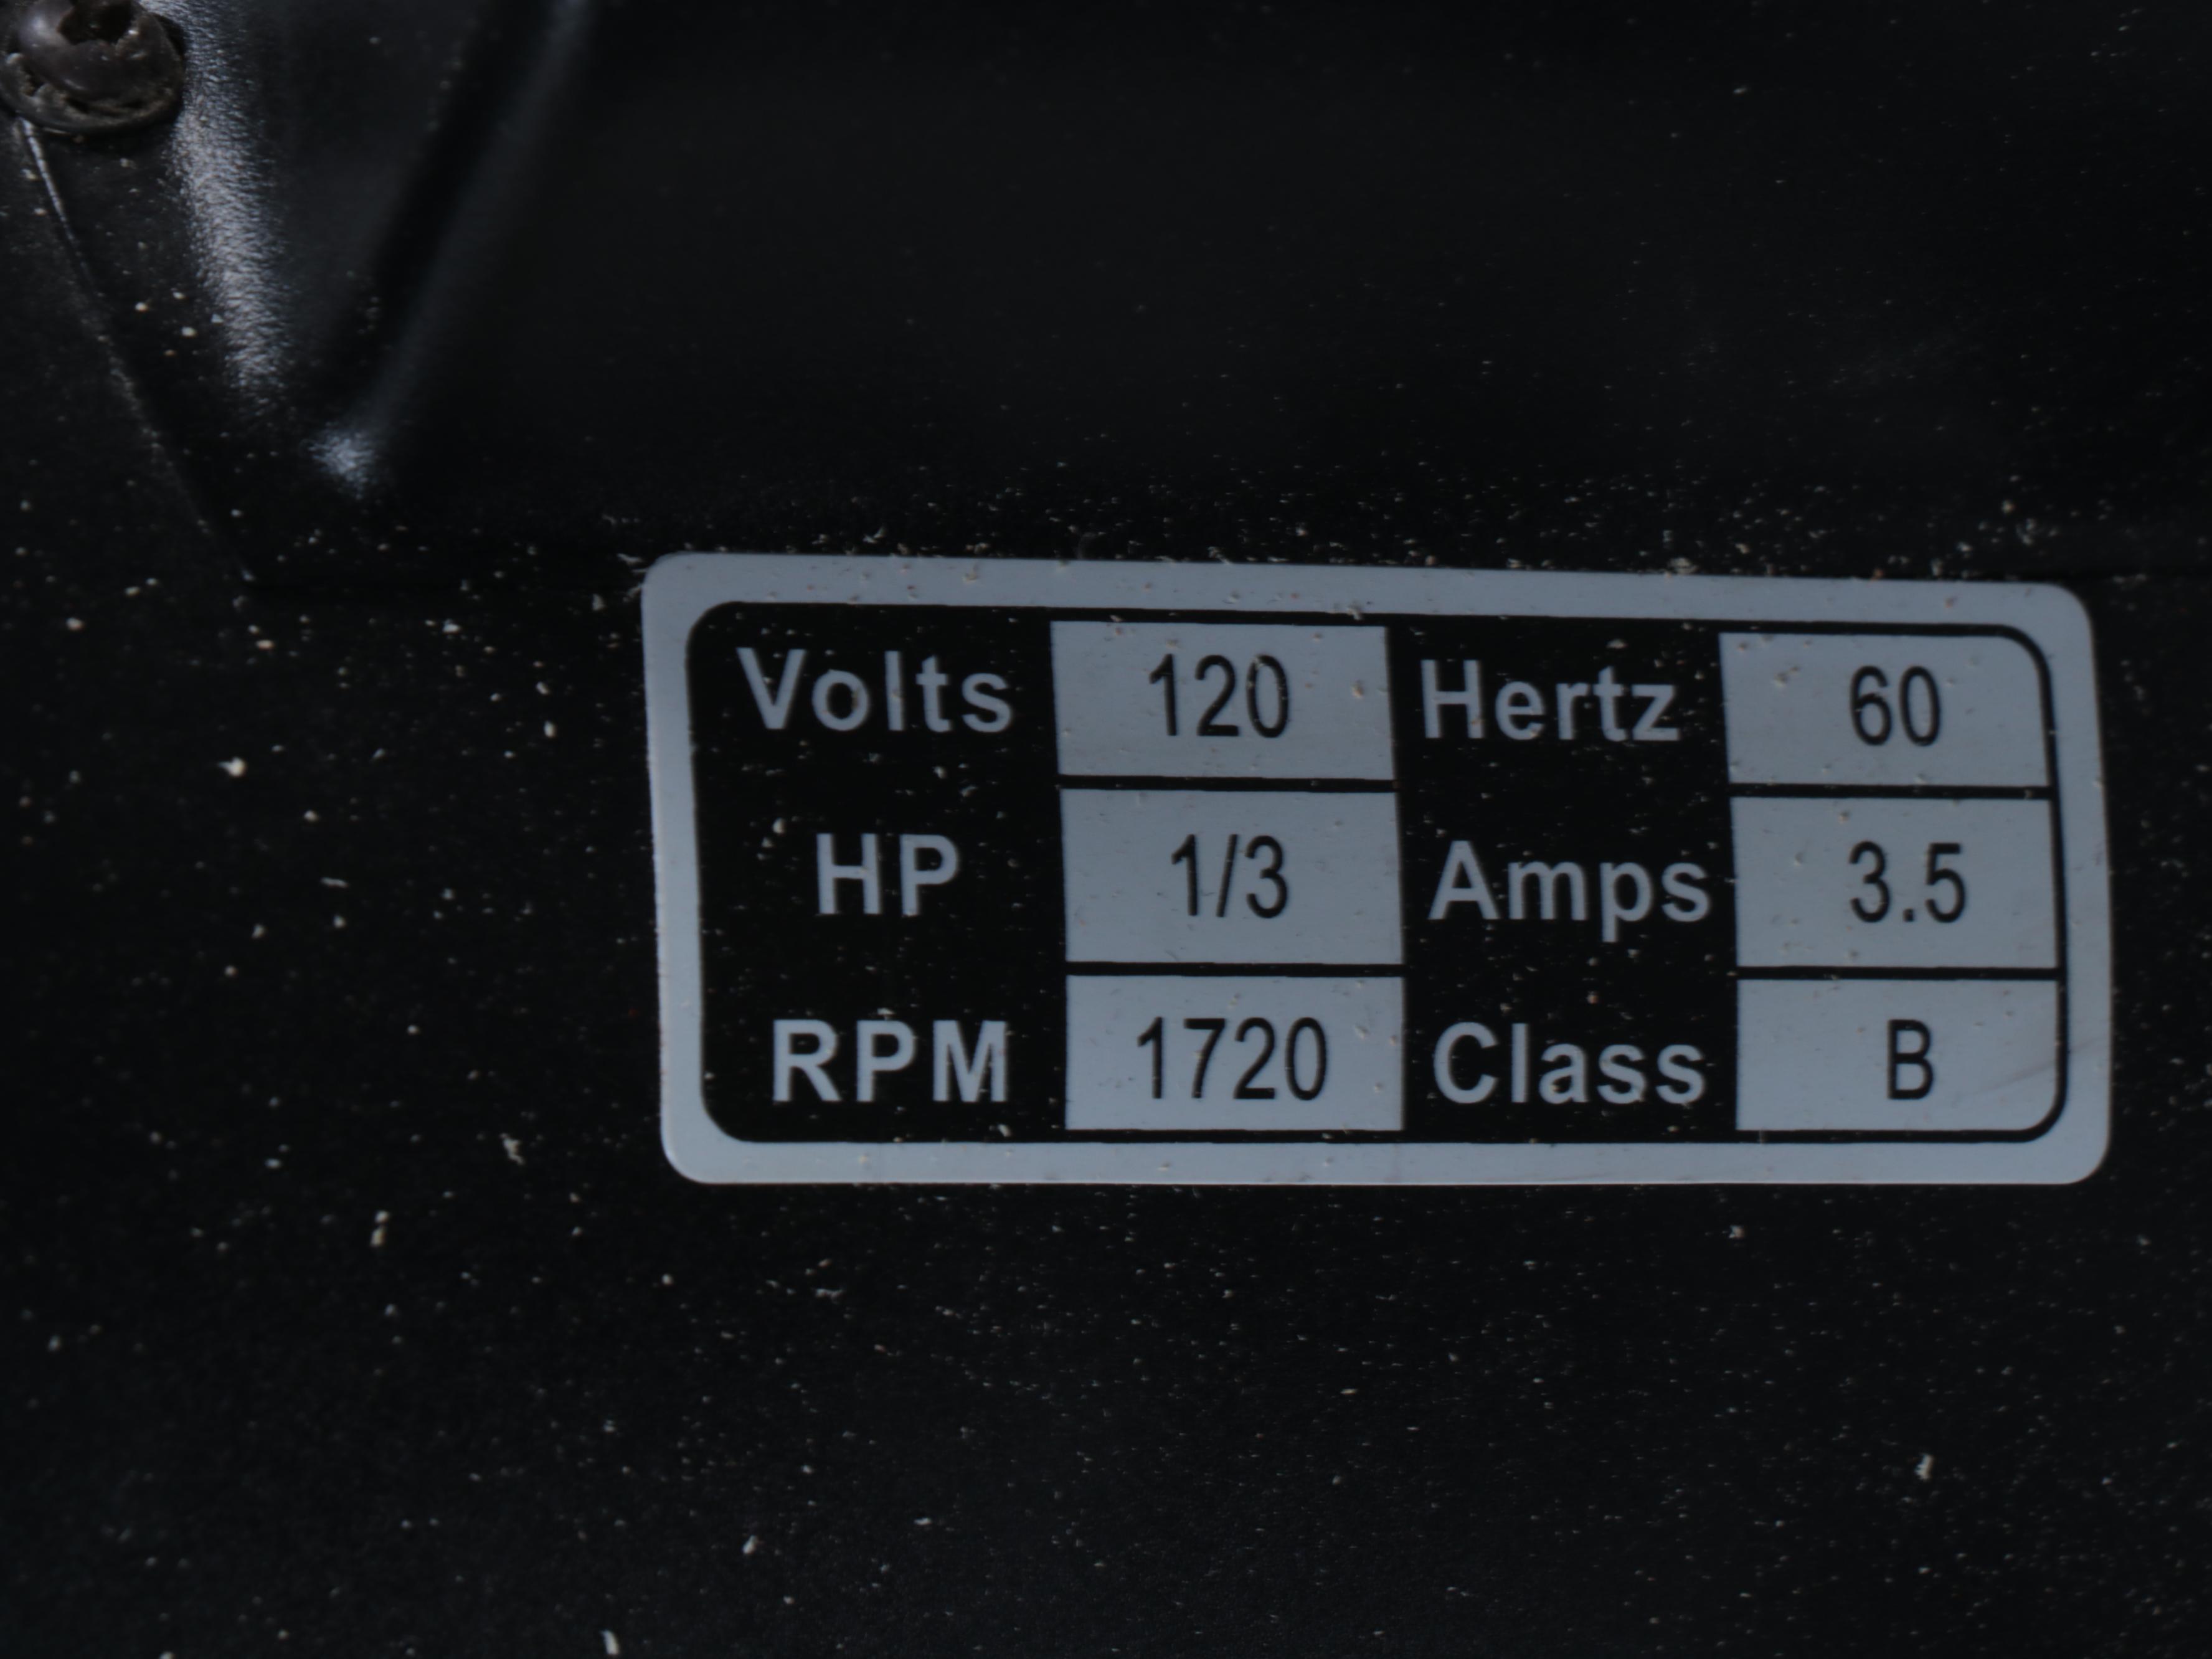 Volts 120 Hertz 60
HP 1/3 Amps 3.5
RPM 1720 Class B